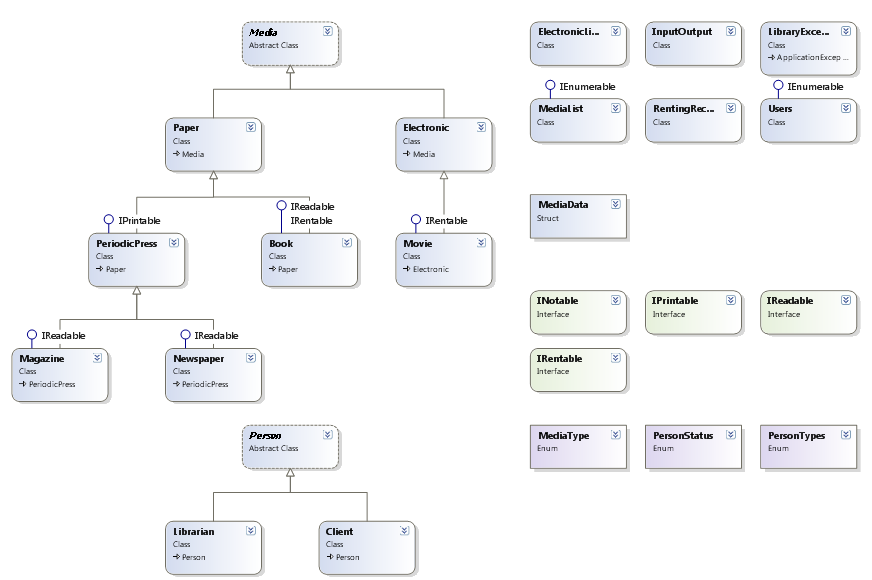 Media
Abstract Class
Paper
Class
Media
Electronic
Class
Media
IPrintable
IReadable
IRentable
IRentable
PeriodicPress
Class
Paper
Book
Class
Paper
Movie
Class
Electronic
IReadable
IReadable
Magazine
Class
PeriodicPress
Newspaper
Class
PeriodicPress
Person
Abstract Class
Librarian
Class
Person
Client
Class
Person
ElectronicLi...
Class
InputOutput
Class
LibraryExce...
Class
ApplicationExcep ...
IEnumerable
IEnumerable
MediaList
Class
RentingRec...
Class
Users
Class
MediaData
Struct
INotable
Interface
IPrintable
Interface
IReadable
Interface
IRentable
Interface
MediaType
Enum
PersonStatus
Enum
PersonTypes
Enum